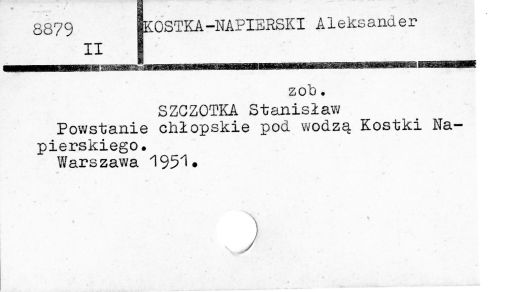 8879
II
KOSTKA-NAPIERSKI Aleksander
zob.
SZCZOTKA Stanisław
Powstanie chłopskie pod wodzą Kostki Na-
pierskiego.
Warszawa 1951.